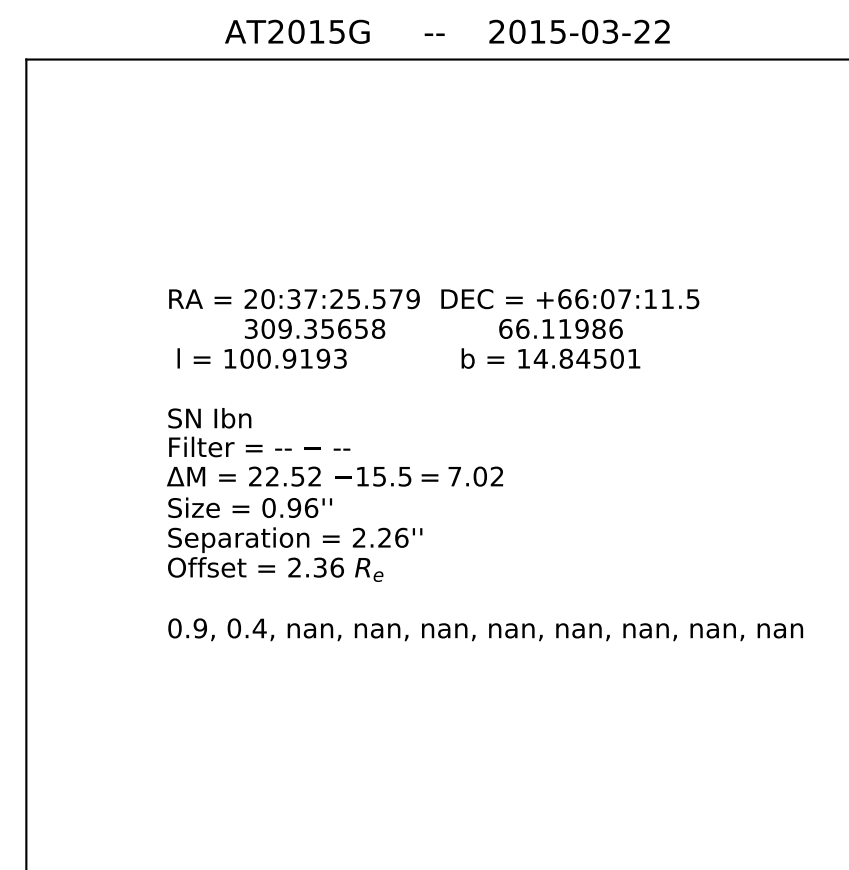 AT2015G -- 2015-03-22
RA = 20:37:25.579 DEC = +66:07:11.5
309.35658 66.11986
l = 100.9193 b = 14.84501
SN Ibn
Filter = -- − --
ΔM = 22.52 −15.5 = 7.02
Size = 0.96''
Separation = 2.26''
Offset = 2.36 Re
0.9, 0.4, nan, nan, nan, nan, nan, nan, nan, nan